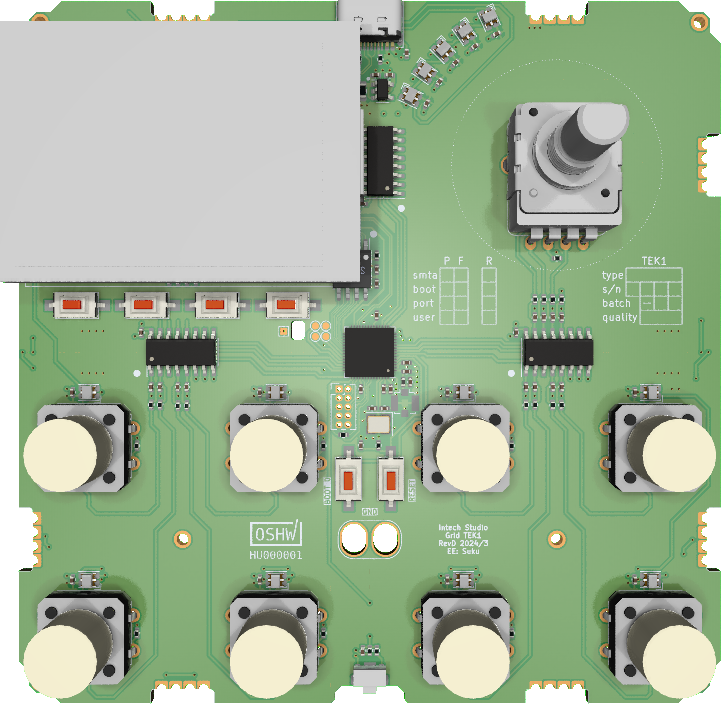 P F R
TEK1
smta
boot
port
user
type
s/n
batch
quality
RESET
GND
OSHW
HU000001
Intech Studio
Grid TEK1
RevD 2024/3
EE: Suku